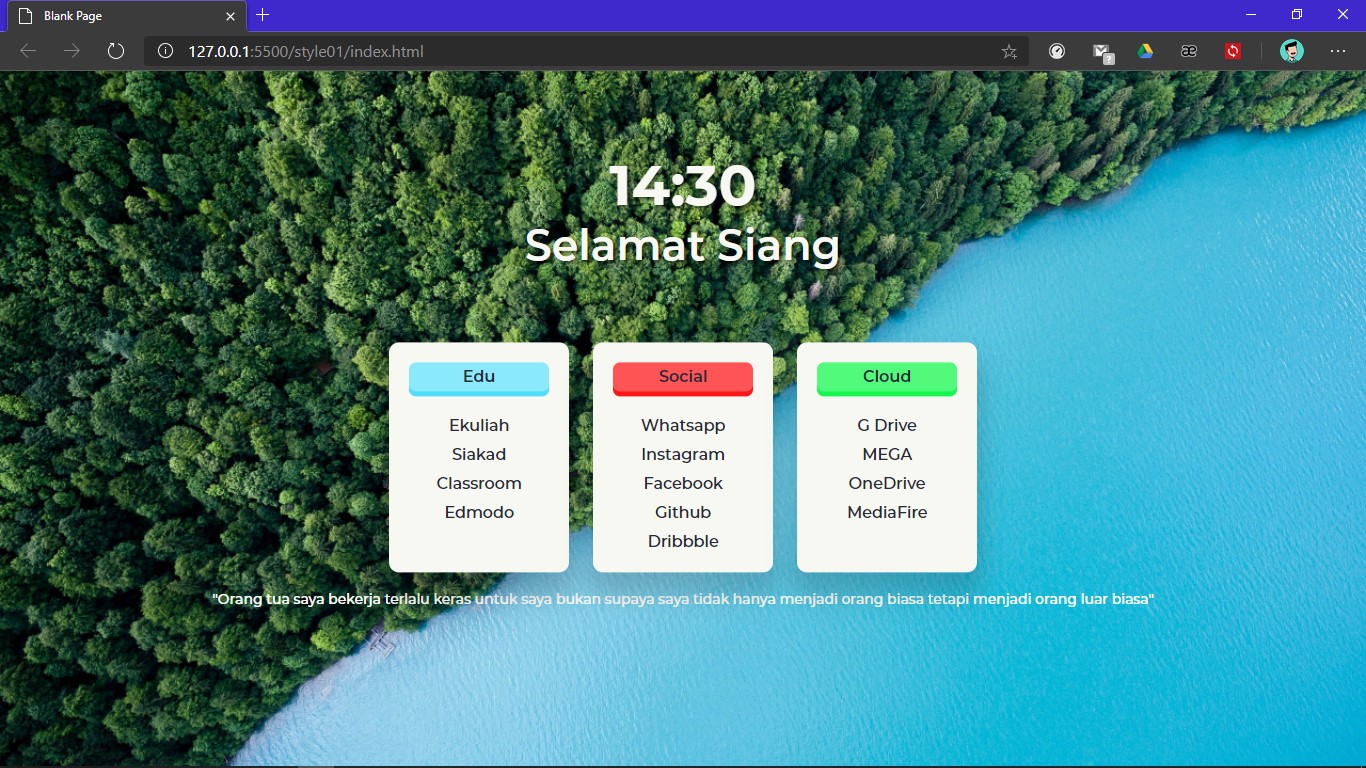 Blank Page
127.0.0.1:5500/style01/index.html
æ
14:30
Selamat Siang
Edu
Ekuliah
Siakad
Classroom
Edmodo
Social
Whatsapp
Instagram
Facebook
Github
Dribbble
Cloud
G Drive
MEGA
OneDrive
MediaFire
"Orang tua saya bekerja terlalu keras untuk saya bukan supaya saya tidak hanya menjadi orang biasa tetapi menjadi orang luar biasa"